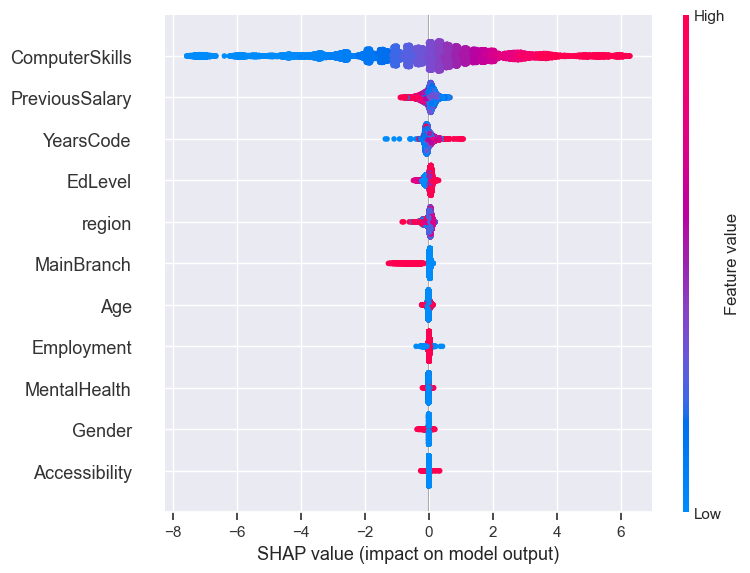 High
ComputerSkills
PreviousSalary
YearsCode
EdLevel
region
MainBranch
Age
Employment
MentalHealth
Gender
Accessibility
Feature value
Low
−8 −6 −4 −2 0 2 4 6
SHAP value (impact on model output)